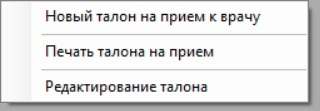 Новый талон на прием к врачу
Печать талона на прием
Редактирование талона